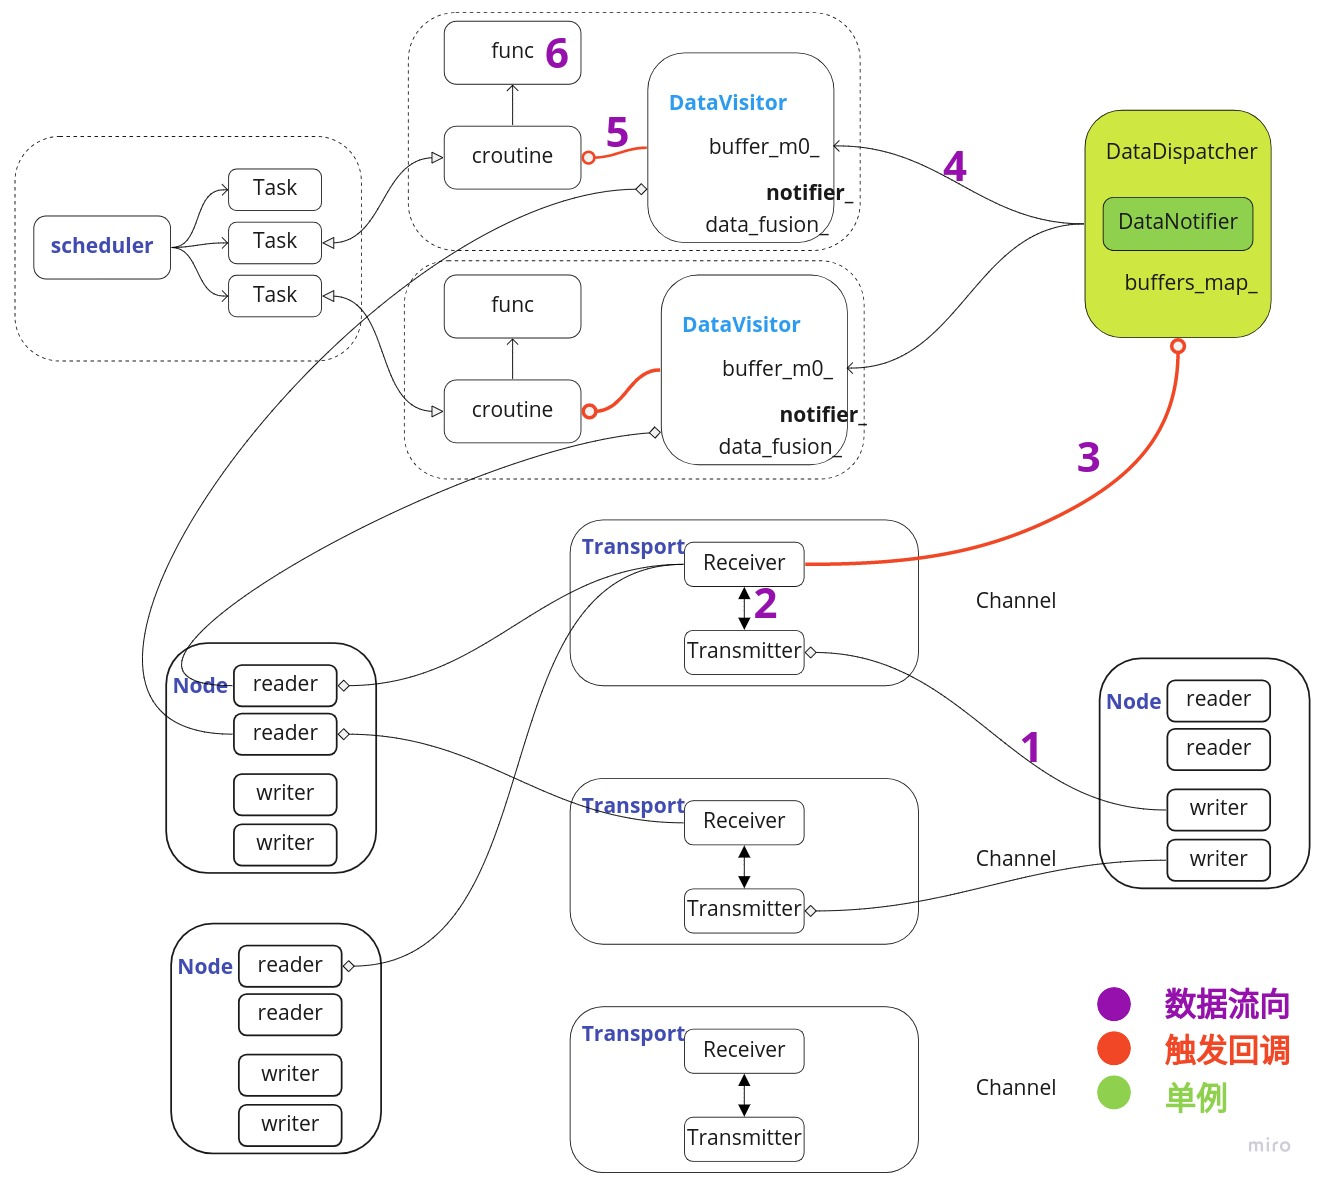 func 6
DataVisitor
5
croutine
buffer_m0_
notifier_
data_fusion_
4
DataDispatcher
DataNotifier
buffers_map_
scheduler
Task
Task
Task
func
DataVisitor
croutine
buffer_m0_
notifier_
data_fusion_
3
Transport
Receiver
2
Transmitter
Channel
Node
reader
reader
writer
writer
1
Node
reader
reader
writer
writer
Transport
Receiver
Transmitter
Channel
Node
reader
reader
writer
writer
Transport
Receiver
Transmitter
Channel
数据流向
触发回调
单例
miro